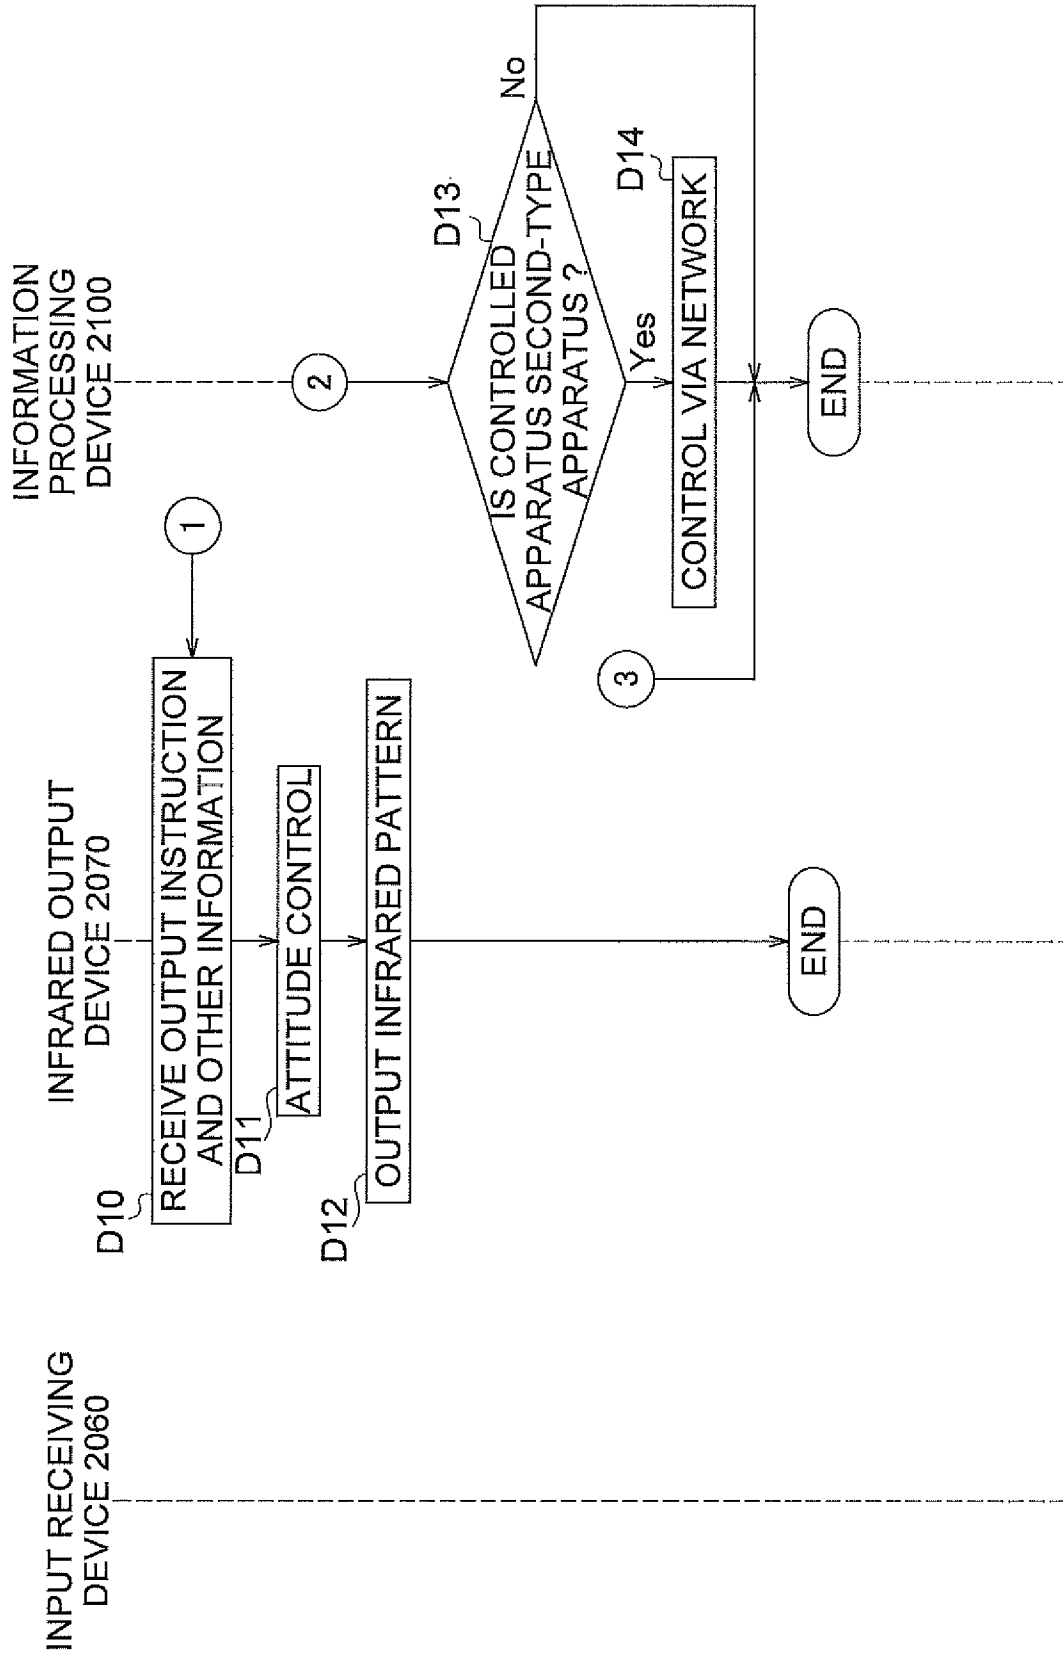 INPUT RECEIVING
DEVICE 2060
INFRARED OUTPUT
DEVICE 2070
INFORMATION
PROCESSING
DEVICE 2100
D10
RECEIVE OUTPUT INSTRUCTION
AND OTHER INFORMATION
1
D11
ATTITUDE CONTROL
D12
OUTPUT INFRARED PATTERN
END
2
D13
IS CONTROLLED
APPARATUS SECOND-TYPE
APPARATUS ?
No
Yes
D14
CONTROL VIA NETWORK
3
END